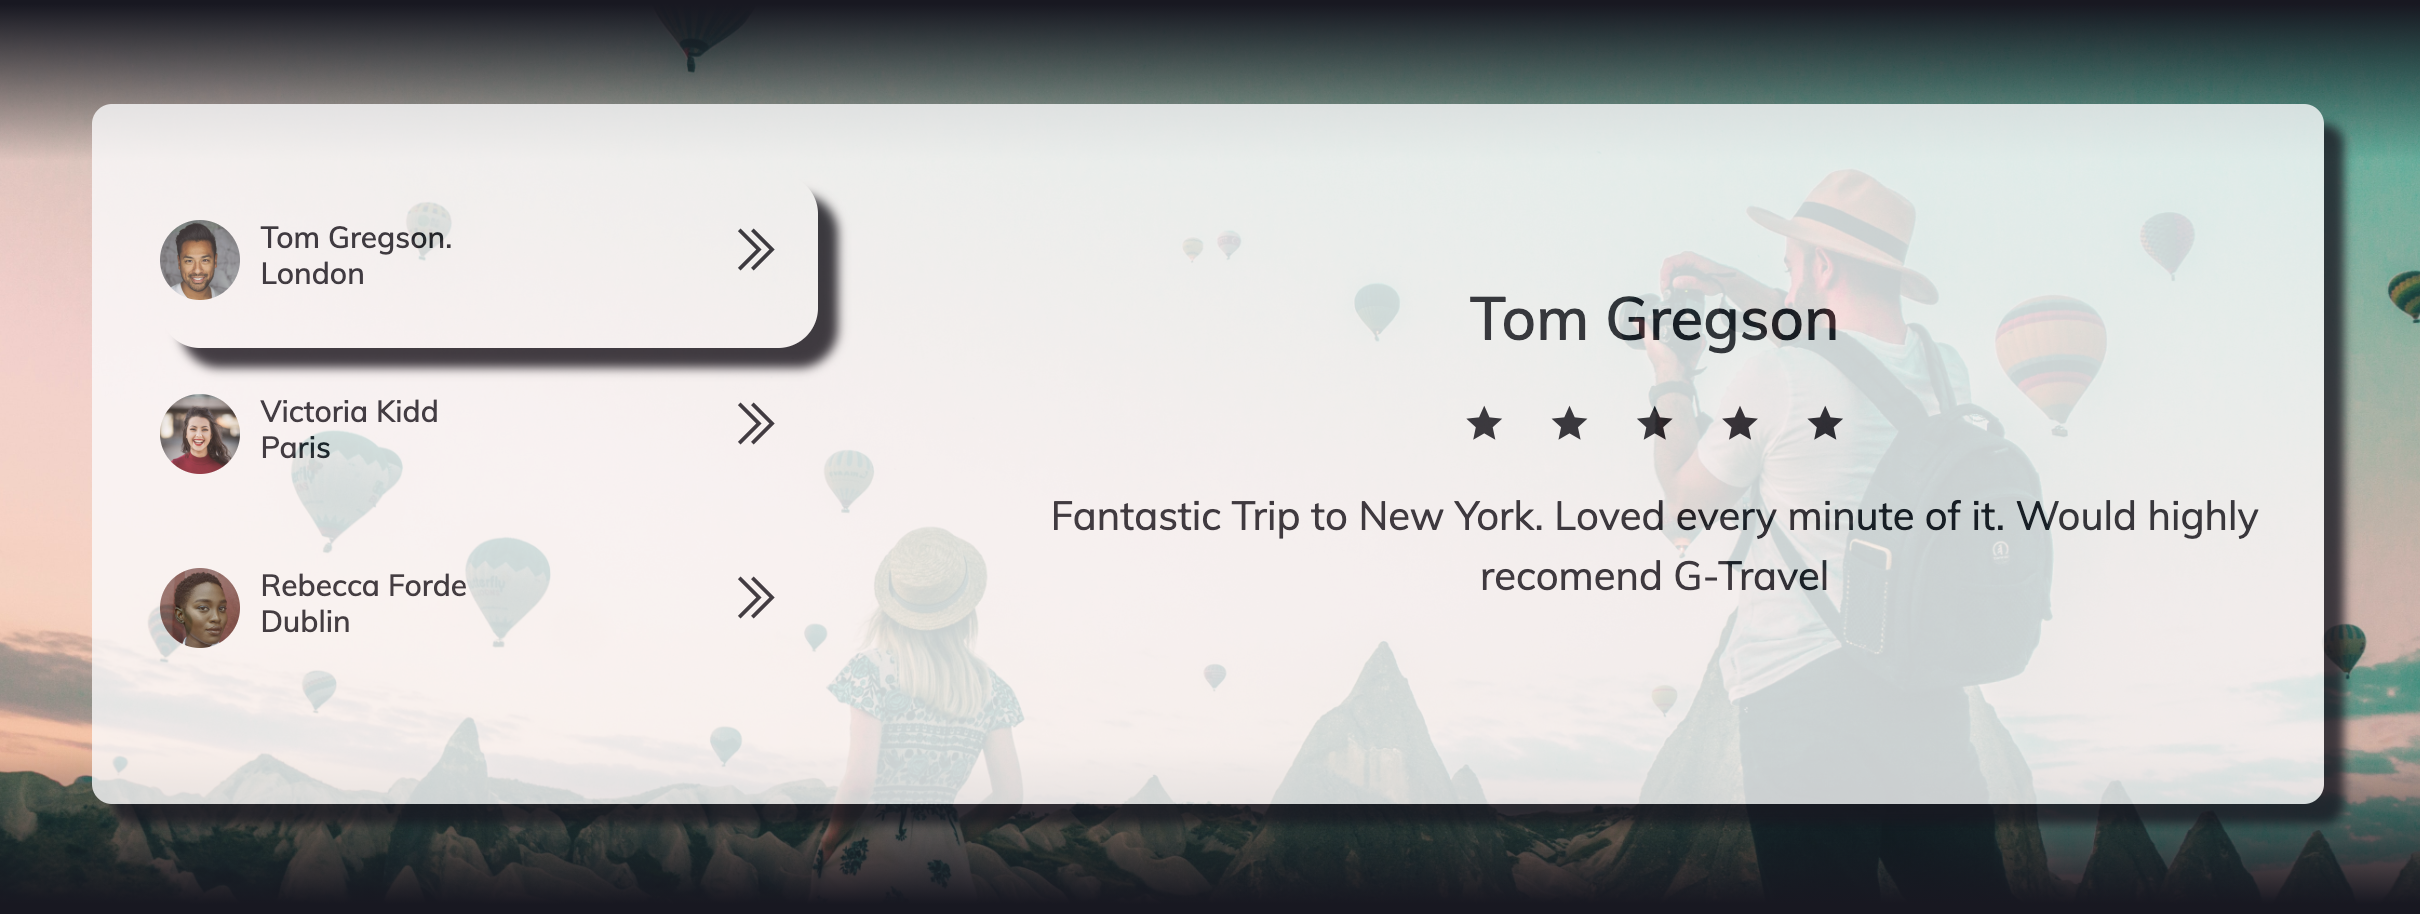 Tom Gregson.
London
Victoria Kidd
Paris
Rebecca Forde
Dublin
Tom Gregson
Fantastic Trip to New York. Loved every minute of it. Would highly
recomend G-Travel